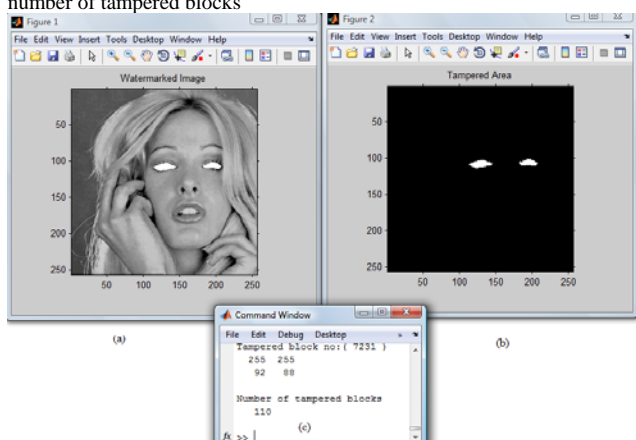 number of tampered blocks
Figure 1
File Edit View Insert Tools Desktop Window Help
Watermarked Image
50
100
150
200
250
50 100 150 200 250
(a)
Figure 2
File Edit View Insert Tools Desktop Window Help
Tampered Area
50
100
150
200
250
50 100 150 200 250
(b)
Command Window
File Edit Debug Desktop »
Tampered block no:( 7231 )
255 255
92 88
Number of tampered blocks
110
(c)
fx >>